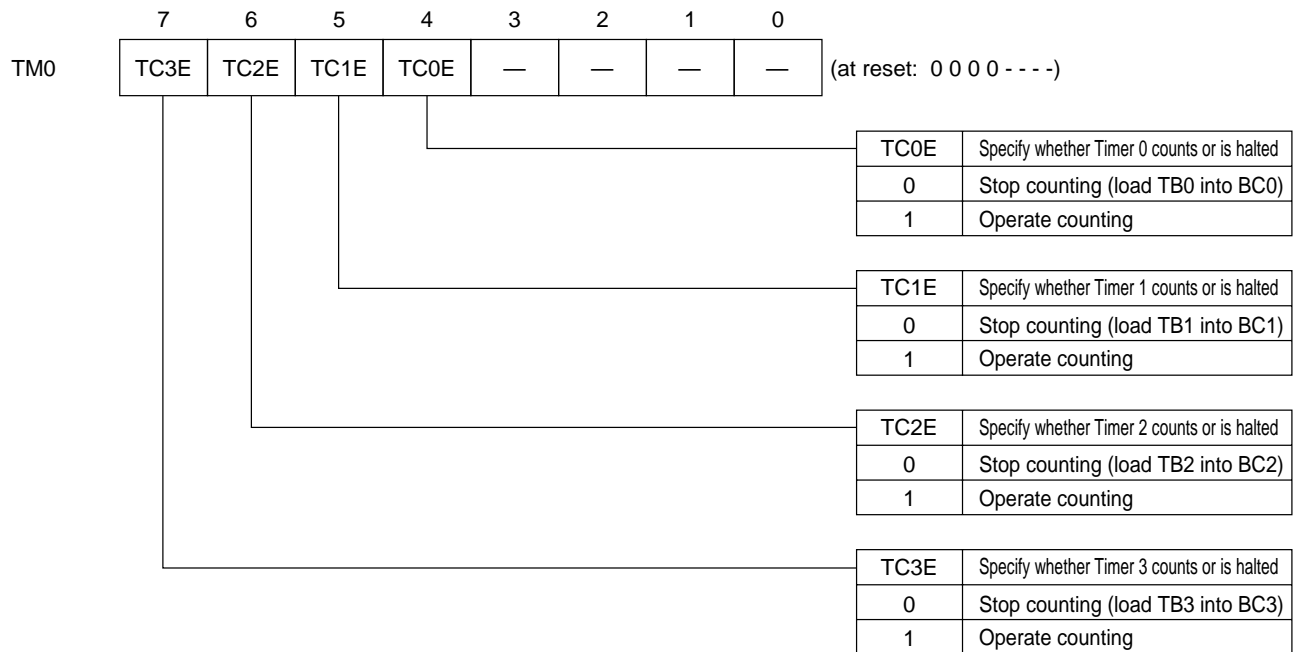 7 6 5 4 3 2 1 0
TM0 TC3E TC2E TC1E TC0E — — — — (at reset: 0 0 0 0 - - - -)
TC0E Specify whether Timer 0 counts or is halted
0 Stop counting (load TB0 into BC0)
1 Operate counting
TC1E Specify whether Timer 1 counts or is halted
0 Stop counting (load TB1 into BC1)
1 Operate counting
TC2E Specify whether Timer 2 counts or is halted
0 Stop counting (load TB2 into BC2)
1 Operate counting
TC3E Specify whether Timer 3 counts or is halted
0 Stop counting (load TB3 into BC3)
1 Operate counting